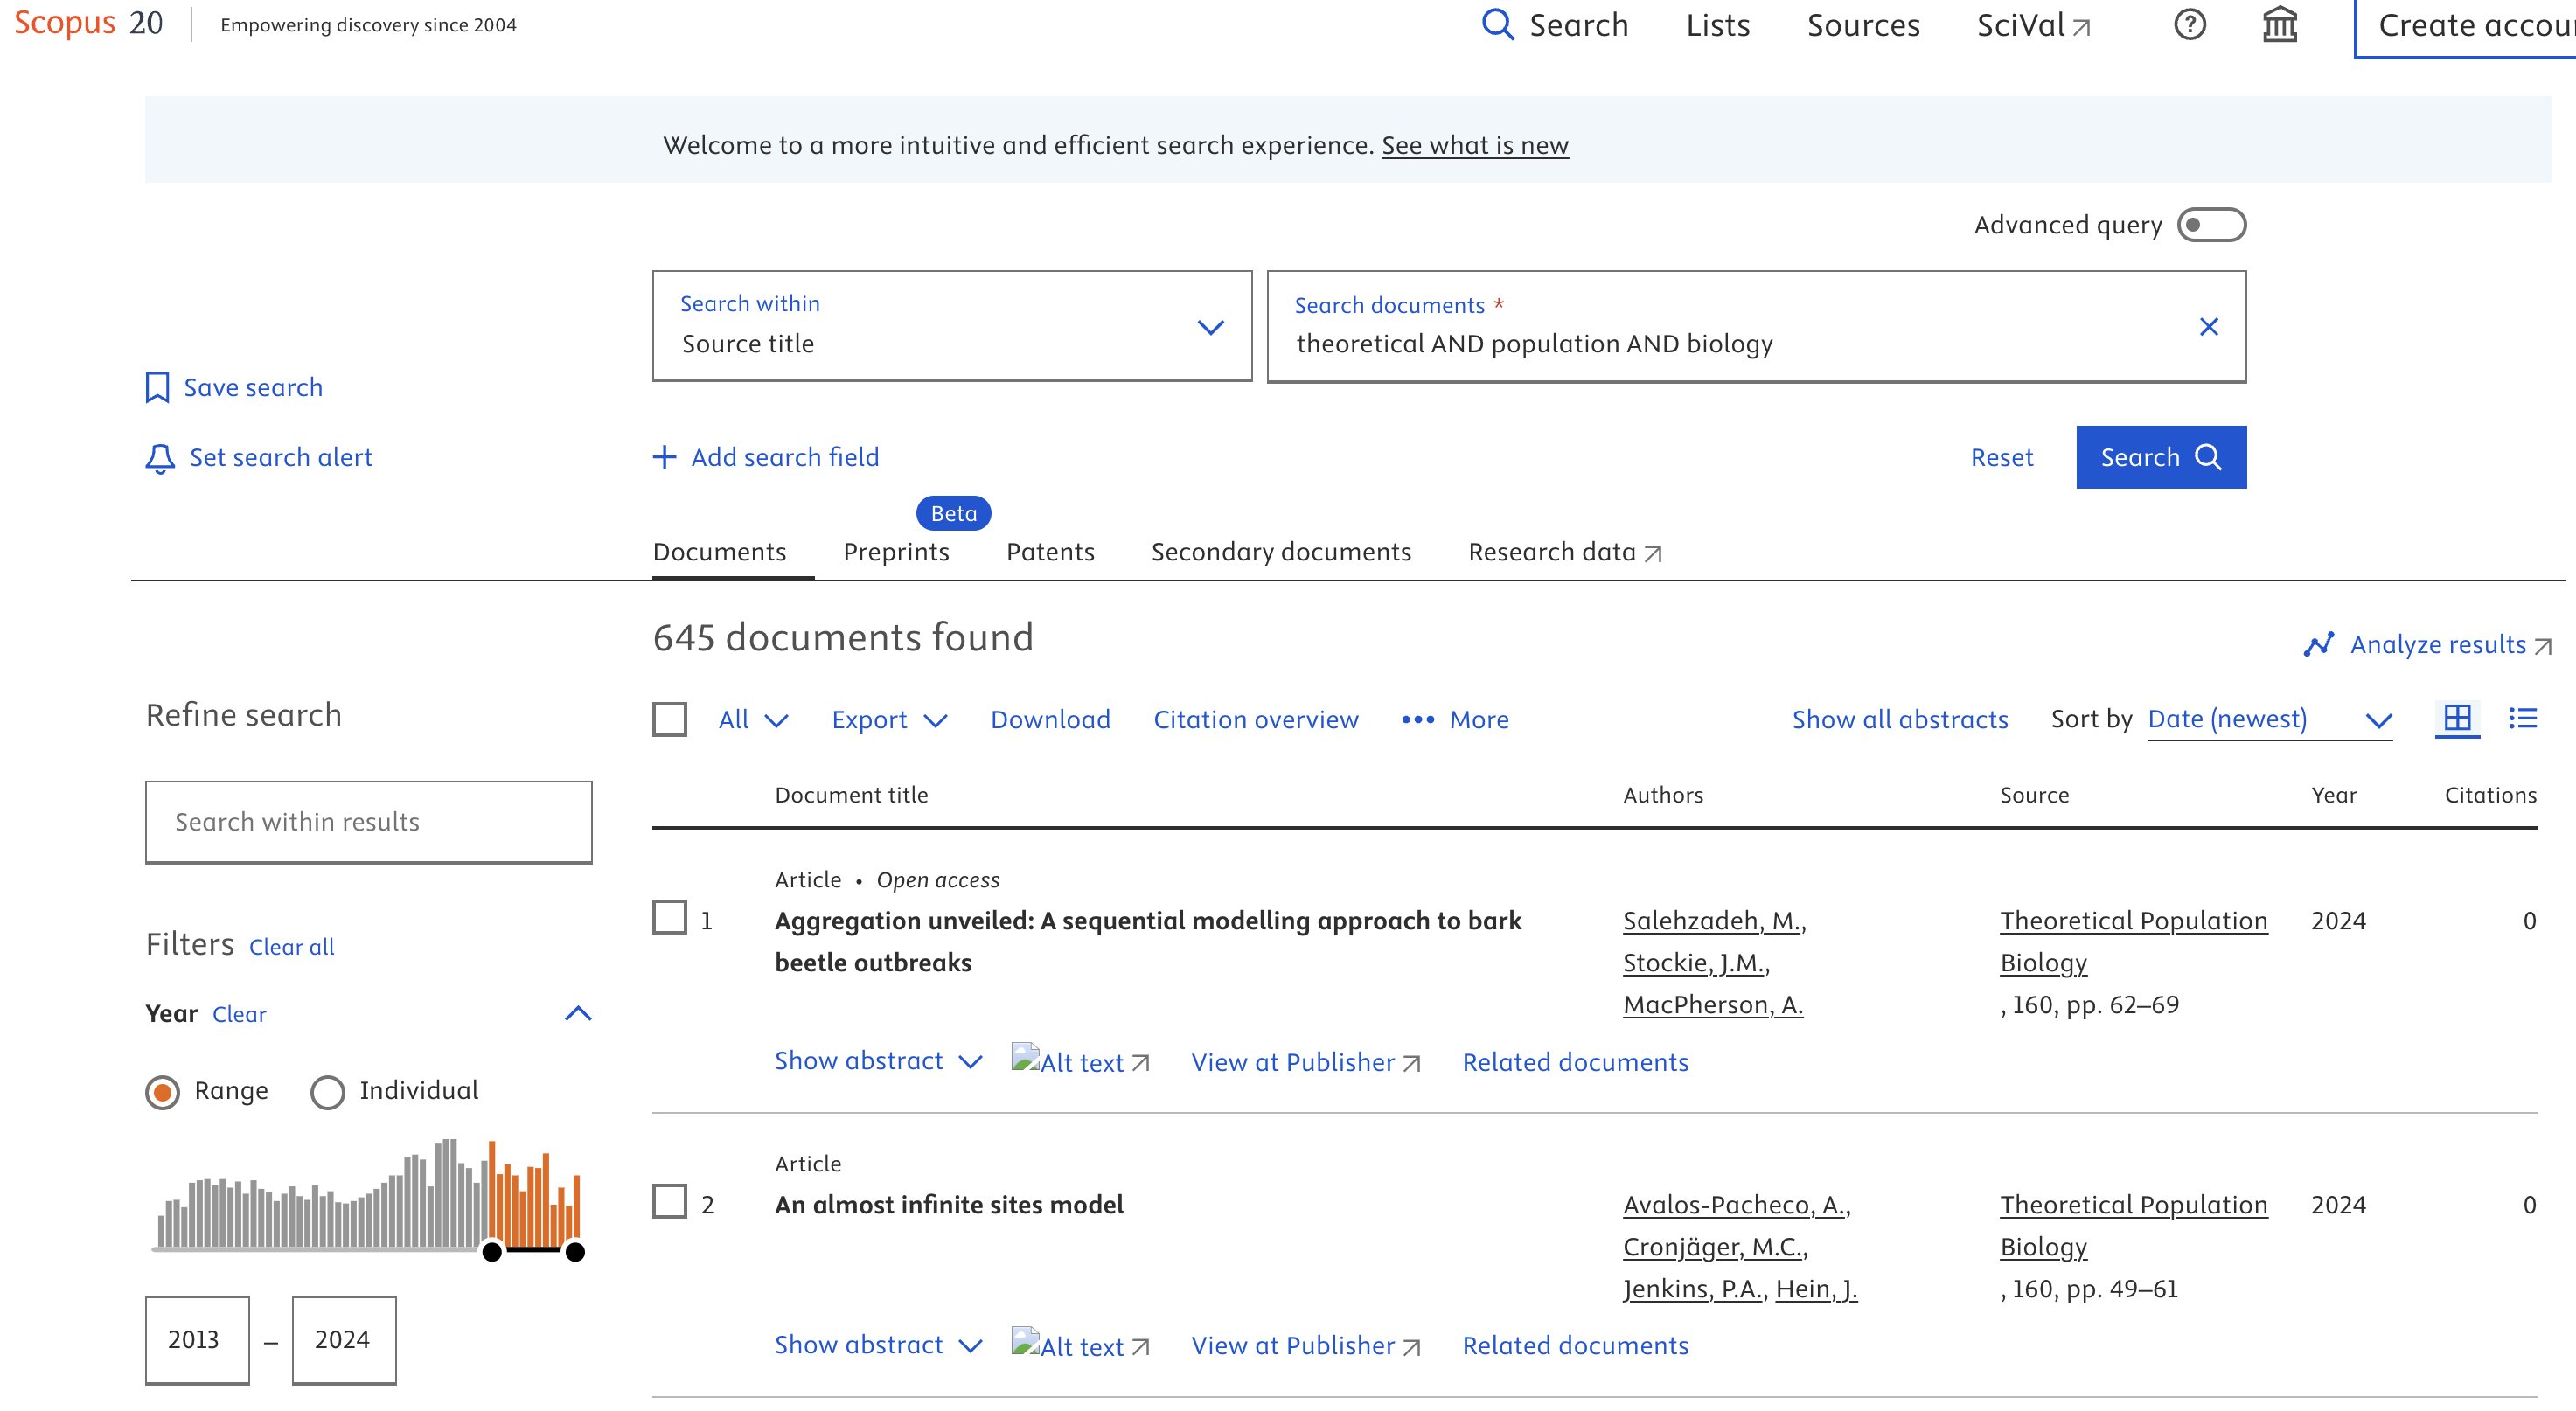 Scopus 20
Empowering discovery since 2004
Search
Lists
Sources
SciVal
Create accou
Welcome to a more intuitive and efficient search experience. See what is new
Advanced query
Search within
Source title
Search documents *
theoretical AND population AND biology
Save search
Set search alert
Add search field
Reset
Search
Beta
Documents
Preprints
Patents
Secondary documents
Research data
645 documents found
Analyze results
Refine search
Search within results
Filters Clear all
Year Clear
Range
Individual
2013 – 2024
All
Export
Download
Citation overview
More
Show all abstracts
Sort by Date (newest)
Document title
Authors
Source
Year
Citations
Article • Open access
1
Aggregation unveiled: A sequential modelling approach to bark
beetle outbreaks
Salehzadeh, M.,
Stockie, J.M.,
MacPherson, A.
Theoretical Population
Biology
, 160, pp. 62–69
2024
0
Show abstract
Alt text
View at Publisher
Related documents
Article
2
An almost infinite sites model
Avalos-Pacheco, A.,
Cronjäger, M.C.,
Jenkins, P.A., Hein, J.
Theoretical Population
Biology
, 160, pp. 49–61
2024
0
Show abstract
Alt text
View at Publisher
Related documents